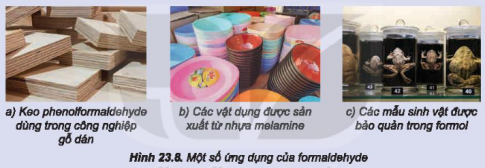 a) Keo phenolformaldehyde
dùng trong công nghiệp
gỗ dán
b) Các vật dụng được sản
xuất từ nhựa melamine
c) Các mẫu sinh vật được
bảo quản trong formol
Hình 23.6. Một số ứng dụng của formaldehyde